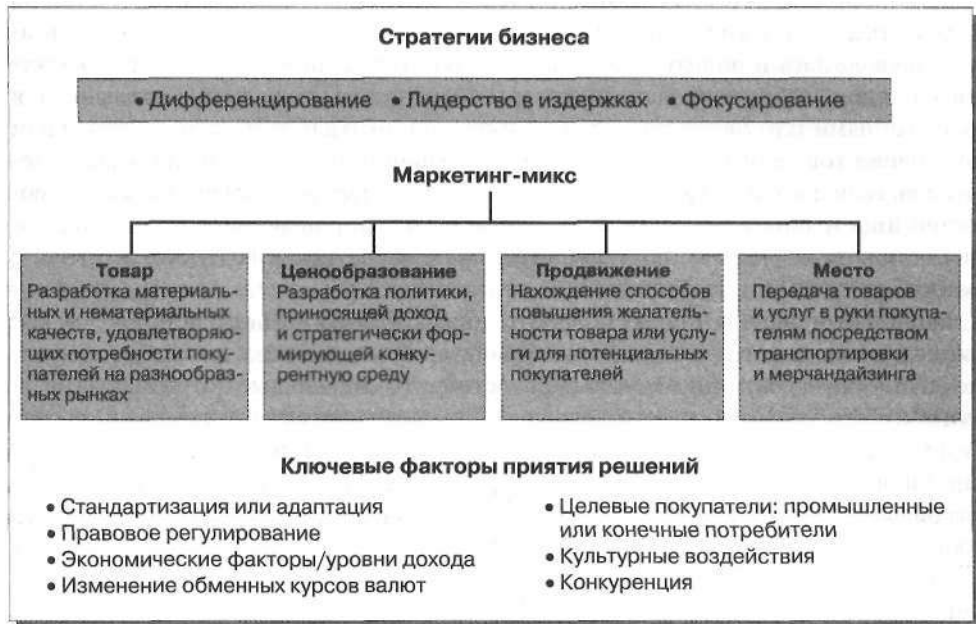 Стратегии бизнеса
• Дифференцирование • Лидерство в издержках • Фокусирование
Маркетинг-микс
Товар
Разработка материаль-
ных и нематериальных
качеств, удовлетворяю-
щих потребности поку-
пателей на разнообраз-
ных рынках
Ценообразование
Разработка политики,
приносящей доход
и стратегически фор-
мирующей конку-
рентную среду
Продвижение
Нахождение способов
повышения желатель-
ности товара или услу-
ги для потенциальных
покупателей
Место
Передача товаров
и услуг в руки покупа-
телям посредством
транспортировки
и мерчандайзинга
Ключевые факторы приятия решений
• Стандартизация или адаптация
• Правовое регулирование
• Экономические факторы/уровни дохода
• Изменение обменных курсов валют
• Целевые покупатели: промышленные
или конечные потребители
• Культурные воздействия
• Конкуренция